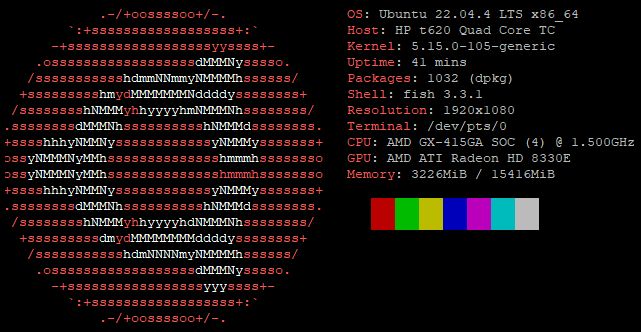 .-/+oossssoo+/-. OS: Ubuntu 22.04.4 LTS x86_64
`:+ssssssssssssssssss+:` Host: HP t620 Quad Core TC
-+ssssssssssssssssssyyssss+- Kernel: 5.15.0-105-generic
.osssssssssssssssssssdMMMNysssso. Uptime: 41 mins
/ssssssssssshdmmNNmmyNMMMMhssssss/ Packages: 1032 (dpkg)
+ssssssssshmydMMMMMMMNddddyssssssss+ Shell: fish 3.3.1
/sssssssshNMMMyhhyyyyhmNMMMNhssssssss/ Resolution: 1920x1080
.ssssssssdMMMNhsssssssssshNMMMdssssssss. Terminal: /dev/pts/0
+sssshhhyNMMNyssssssssssssyNMMMysssssss+ CPU: AMD GX-415GA SOC (4) @ 1.500GHz
ossyNMMMNyMMhsssssssssssssshmmmhssssssso GPU: AMD ATI Radeon HD 8330E
ossyNMMMNyMMhsssssssssssssshmmmhssssssso Memory: 3226MiB / 15416MiB
+sssshhhyNMMNyssssssssssssyNMMMysssssss+
.ssssssssdMMMNhsssssssssshNMMMdssssssss.
/sssssssshNMMMyhhyyyyhdNMMMNhssssssss/
+sssssssssdmydMMMMMMMMddddyssssssss+
/ssssssssssshdmNNNNmyNMMMMhssssss/
.osssssssssssssssssssdMMMNysssso.
-+sssssssssssssssssyyyssss+-
`:+ssssssssssssssssss+:`
.-/+oossssoo+/-.